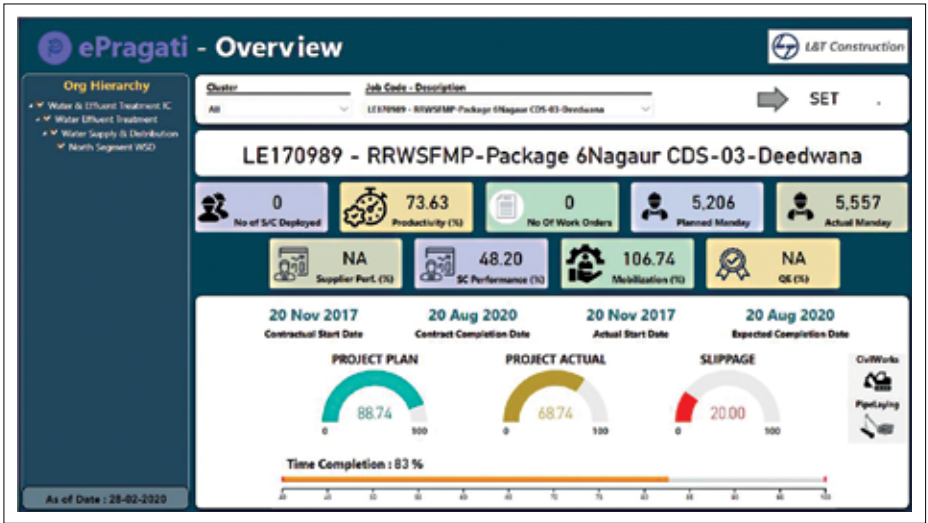 ePragati - Overview
L&T Construction
Org Hierarchy
Water & Effluent Treatment IC
Water Effluent Treatment
Water Supply & Distribution
North Segment WSD
As of Date : 28-02-2020
Cluster
All
Job Code - Description
LE170989 - RRWSFMP-Package 6Nagaur CDS-03-Deedwana
SET
LE170989 - RRWSFMP-Package 6Nagaur CDS-03-Deedwana
0
No of S/C Deployed
73.63
Productivity (%)
0
No Of Work Orders
5,206
Planned Manday
5,557
Actual Manday
NA
Supplier Perf. (%)
48.20
SC Performance (%)
106.74
Mobilization (%)
NA
20 Nov 2017
Contractual Start Date
20 Aug 2020
Contract Completion Date
20 Nov 2017
Actual Start Date
20 Aug 2020
Expected Completion Date
PROJECT PLAN
88.74
0 100
PROJECT ACTUAL
68.74
0 100
SLIPPAGE
20.00
0 100
CivilWorks
PipeLaying
Time Completion : 83 %